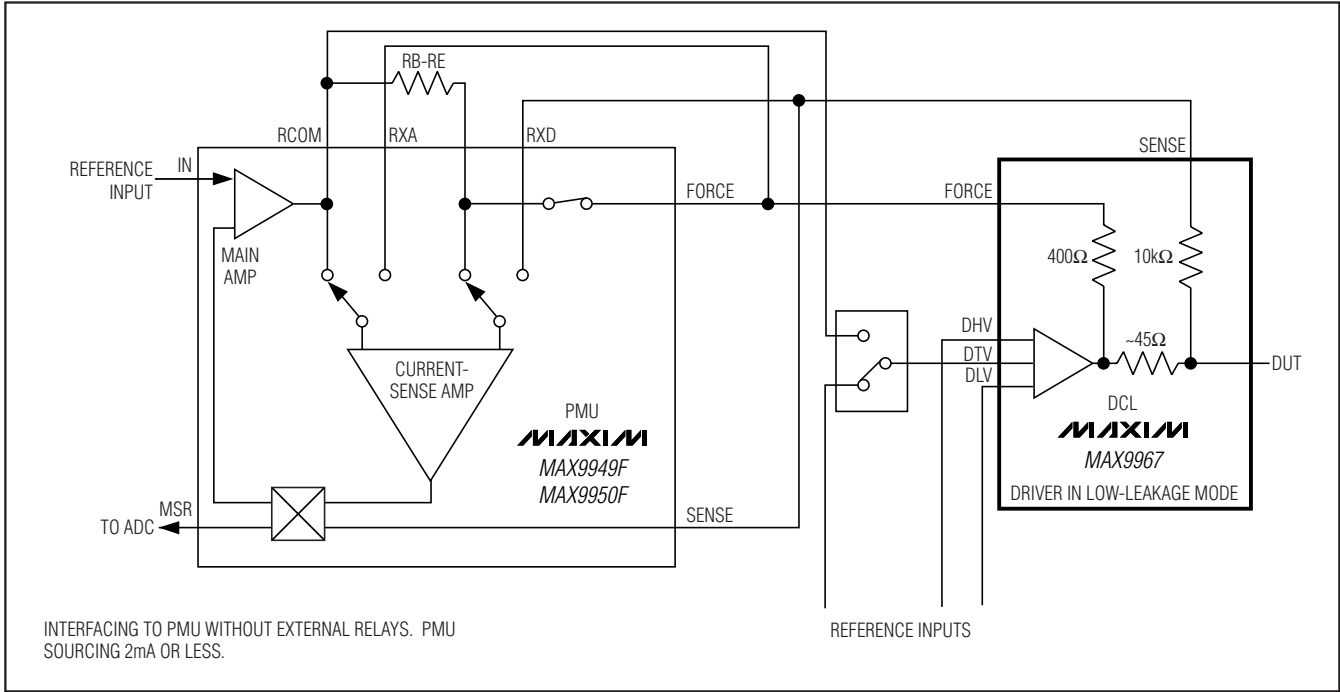 RB-RE
RCOM
RXA
RXD
SENSE
IN
REFERENCE
INPUT
FORCE
FORCE
MAIN
AMP
400Ω
10kΩ
DHV
DTV
DLV
~45Ω
DUT
CURRENT-
SENSE AMP
PMU
MAXIM
MAX9949F
MAX9950F
DCL
MAXIM
MAX9967
DRIVER IN LOW-LEAKAGE MODE
MSR
TO ADC
SENSE
INTERFACING TO PMU WITHOUT EXTERNAL RELAYS. PMU
SOURCING 2mA OR LESS.
REFERENCE INPUTS